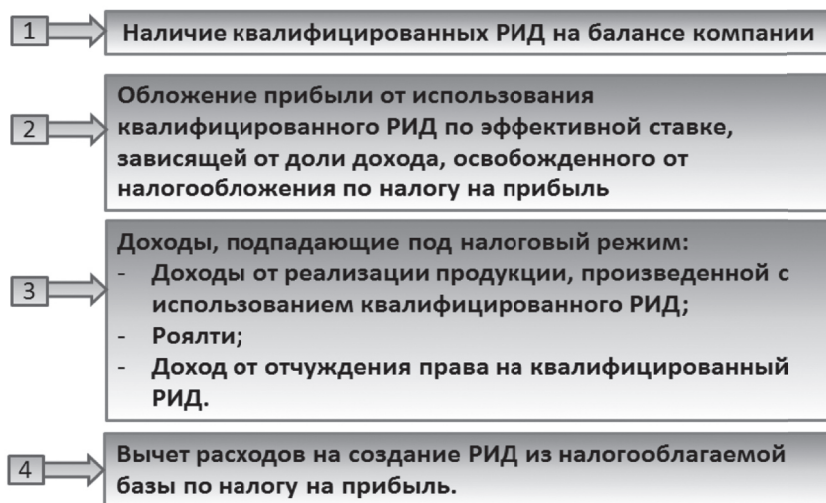 1 Наличие квалифицированных РИД на балансе компании
Обложение прибыли от использования
2 квалифицированного РИД по эффективной ставке,
зависящей от доли дохода, освобожденного от
налогообложения по налогу на прибыль
Доходы, подпадающие под налоговый режим:
- Доходы от реализации продукции, произведенной с
3 использованием квалифицированного РИД;
- Роялти;
- Доход от отчуждения права на квалифицированный
РИД.
4 Вычет расходов на создание РИД из налогооблагаемой
базы по налогу на прибыль.